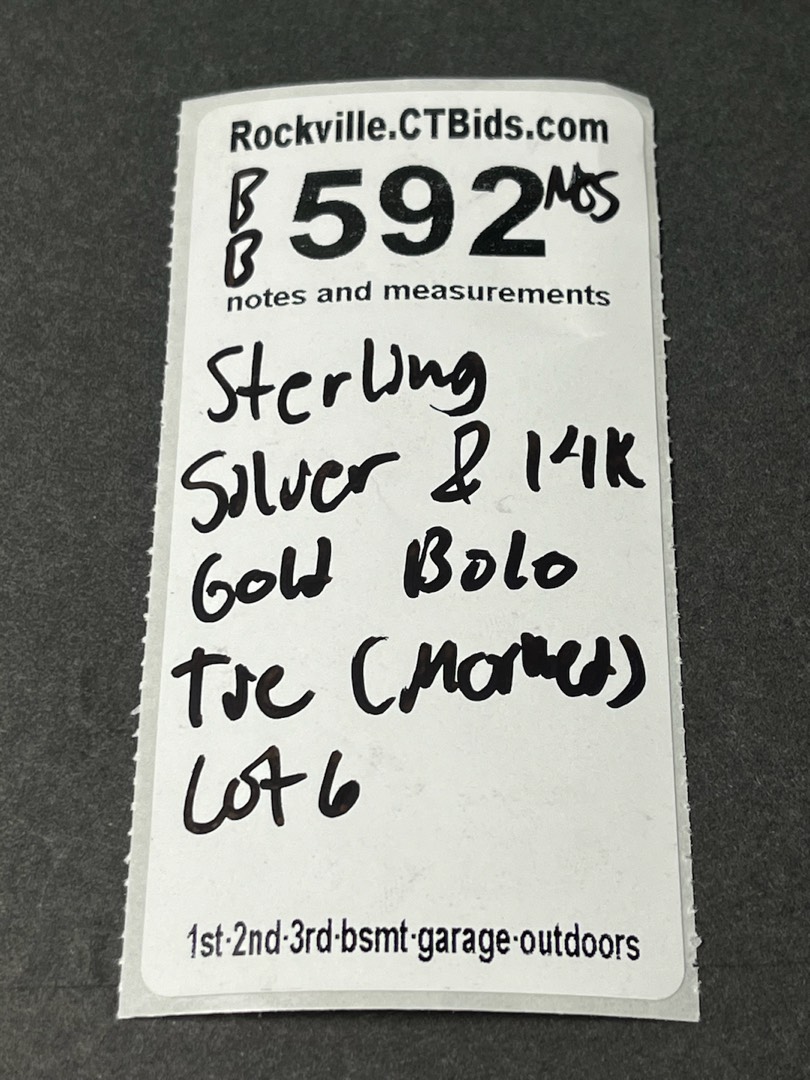 Rockville.CTBids.com
B 592 MOS
B
notes and measurements
Sterling
Silver & 14K
Gold Bolo
Tie (Marked)
Lot 6
1st·2nd·3rd·bsmt·garage·outdoors